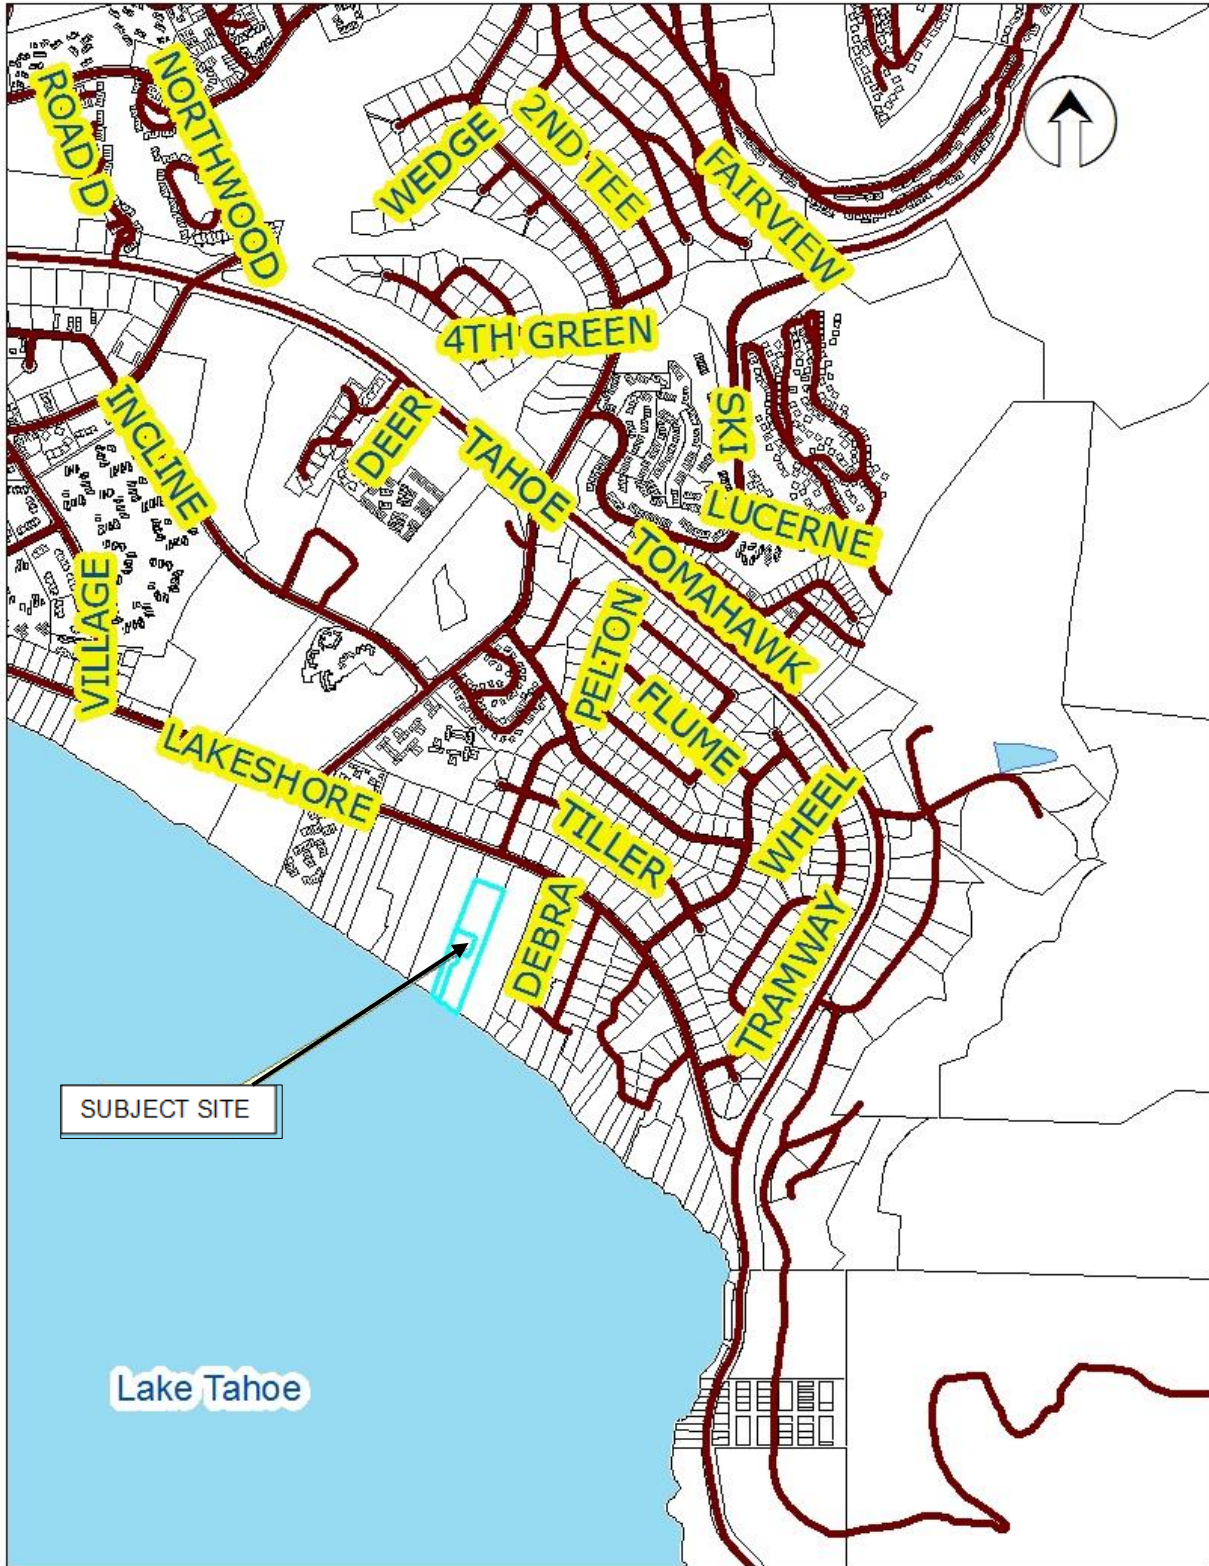 ROAD D
NORTHWOOD
WEDGE
2ND TEE
FAIRVIEW
4TH GREEN
INCLINE
DEER
TAHOE
SKI
LUCERNE
TOMAHAWK
VILLAGE
PELTON
FLUME
LAKESHORE
TILLER
WHEEL
DEBRA
TRAMWAY
SUBJECT SITE
Lake Tahoe